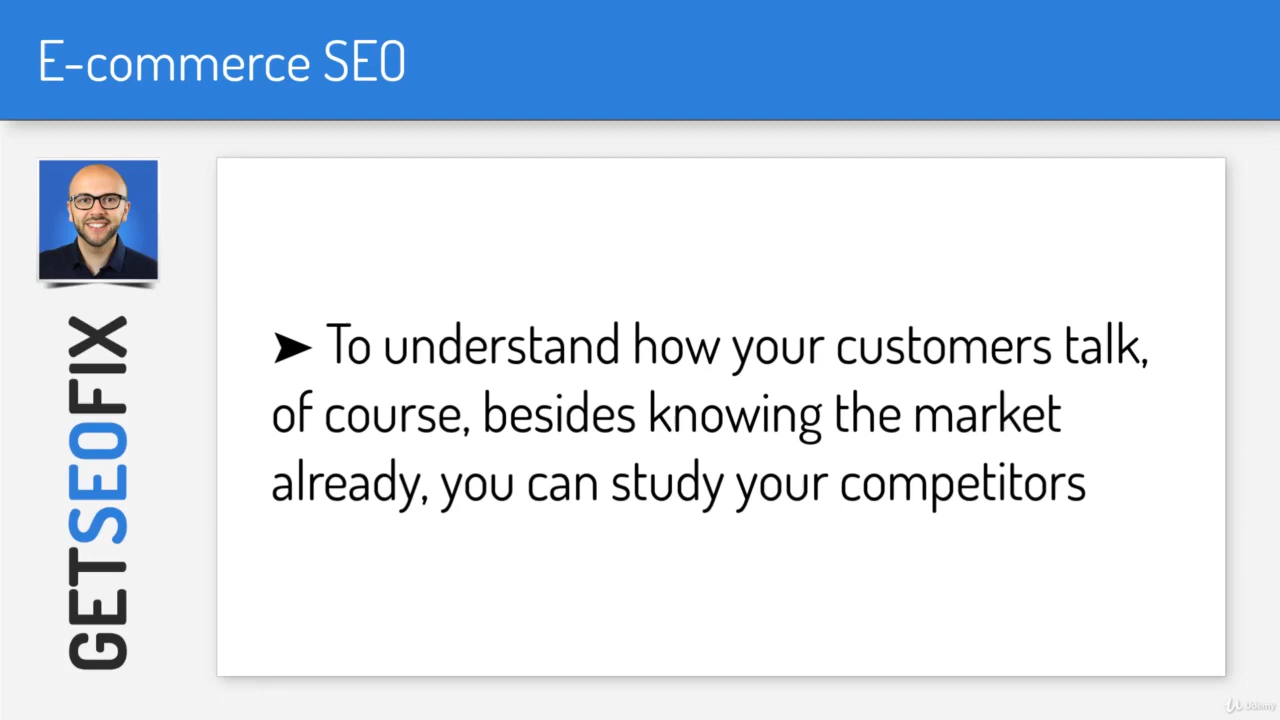 E-commerce SEO
GETSEOFIX
➤ To understand how your customers talk,
of course, besides knowing the market
already, you can study your competitors
Udemy